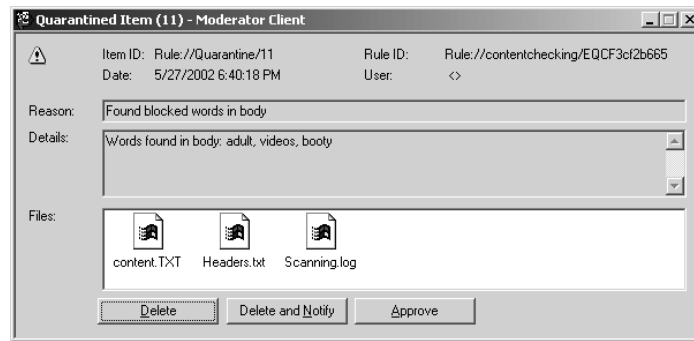 Quarantined Item (11) - Moderator Client
Item ID: Rule://Quarantine/11 Rule ID: Rule://contentchecking/EQCF3cf2b665
Date: 5/27/2002 6:40:18 PM User: <>
Reason: Found blocked words in body
Details: Words found in body: adult, videos, booty
Files:
content.TXT Headers.txt Scanning.log
Delete Delete and Notify Approve